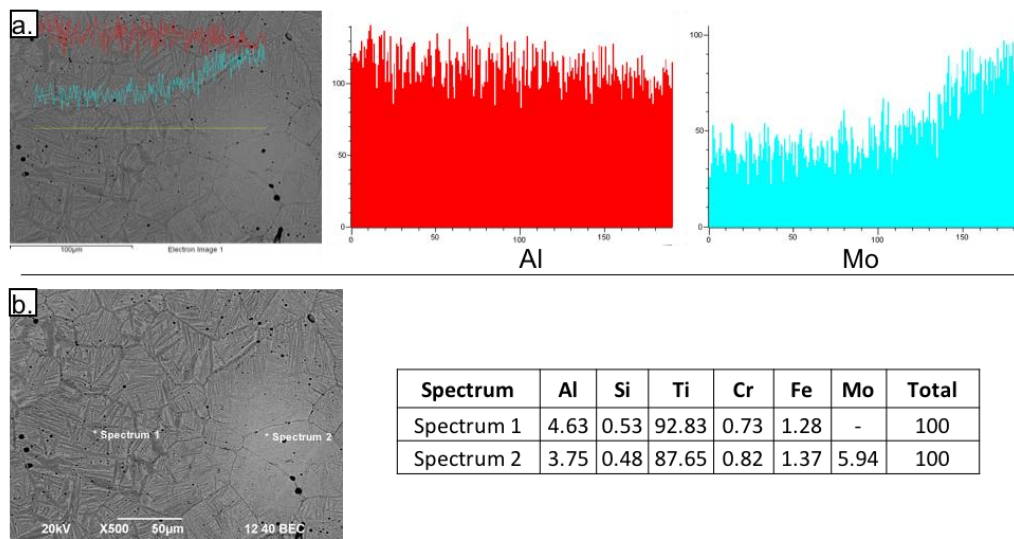 a.
100µm
Electron Image 1
100
50
0
0
50
100
150
Al
100
50
0
0
50
100
150
Mo
b.
* Spectrum 1
* Spectrum 2
20kV X500 50µm 12 40 BEC
Spectrum Al Si Ti Cr Fe Mo Total
Spectrum 1 4.63 0.53 92.83 0.73 1.28 - 100
Spectrum 2 3.75 0.48 87.65 0.82 1.37 5.94 100